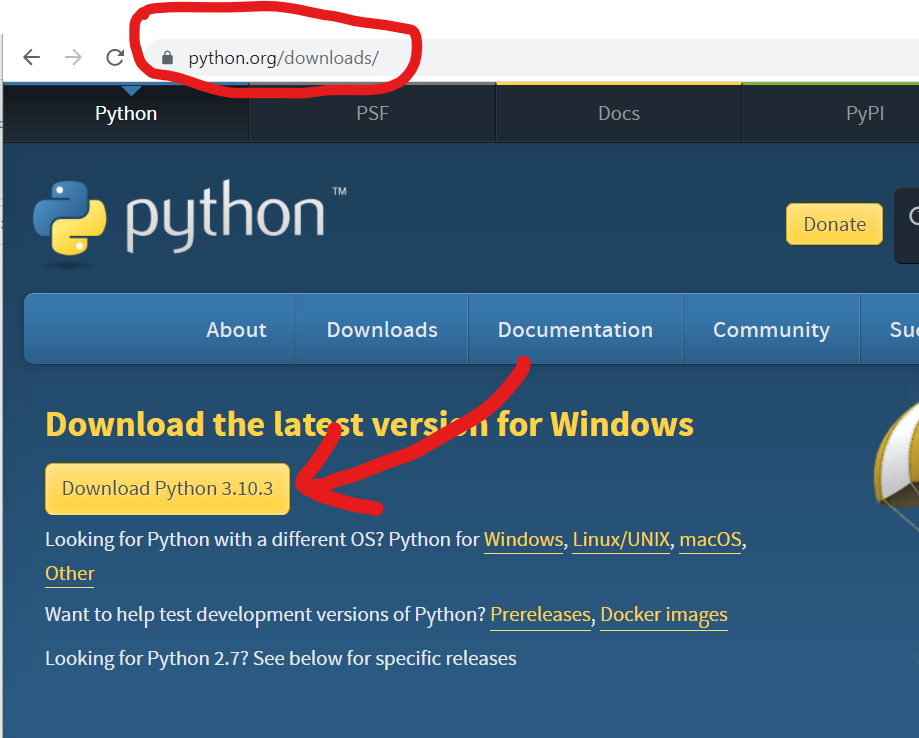 python.org/downloads/
Python PSF Docs PyPI
python™
Donate
About Downloads Documentation Community
Download the latest version for Windows
Download Python 3.10.3
Looking for Python with a different OS? Python for Windows, Linux/UNIX, macOS,
Other
Want to help test development versions of Python? Prereleases, Docker images
Looking for Python 2.7? See below for specific releases